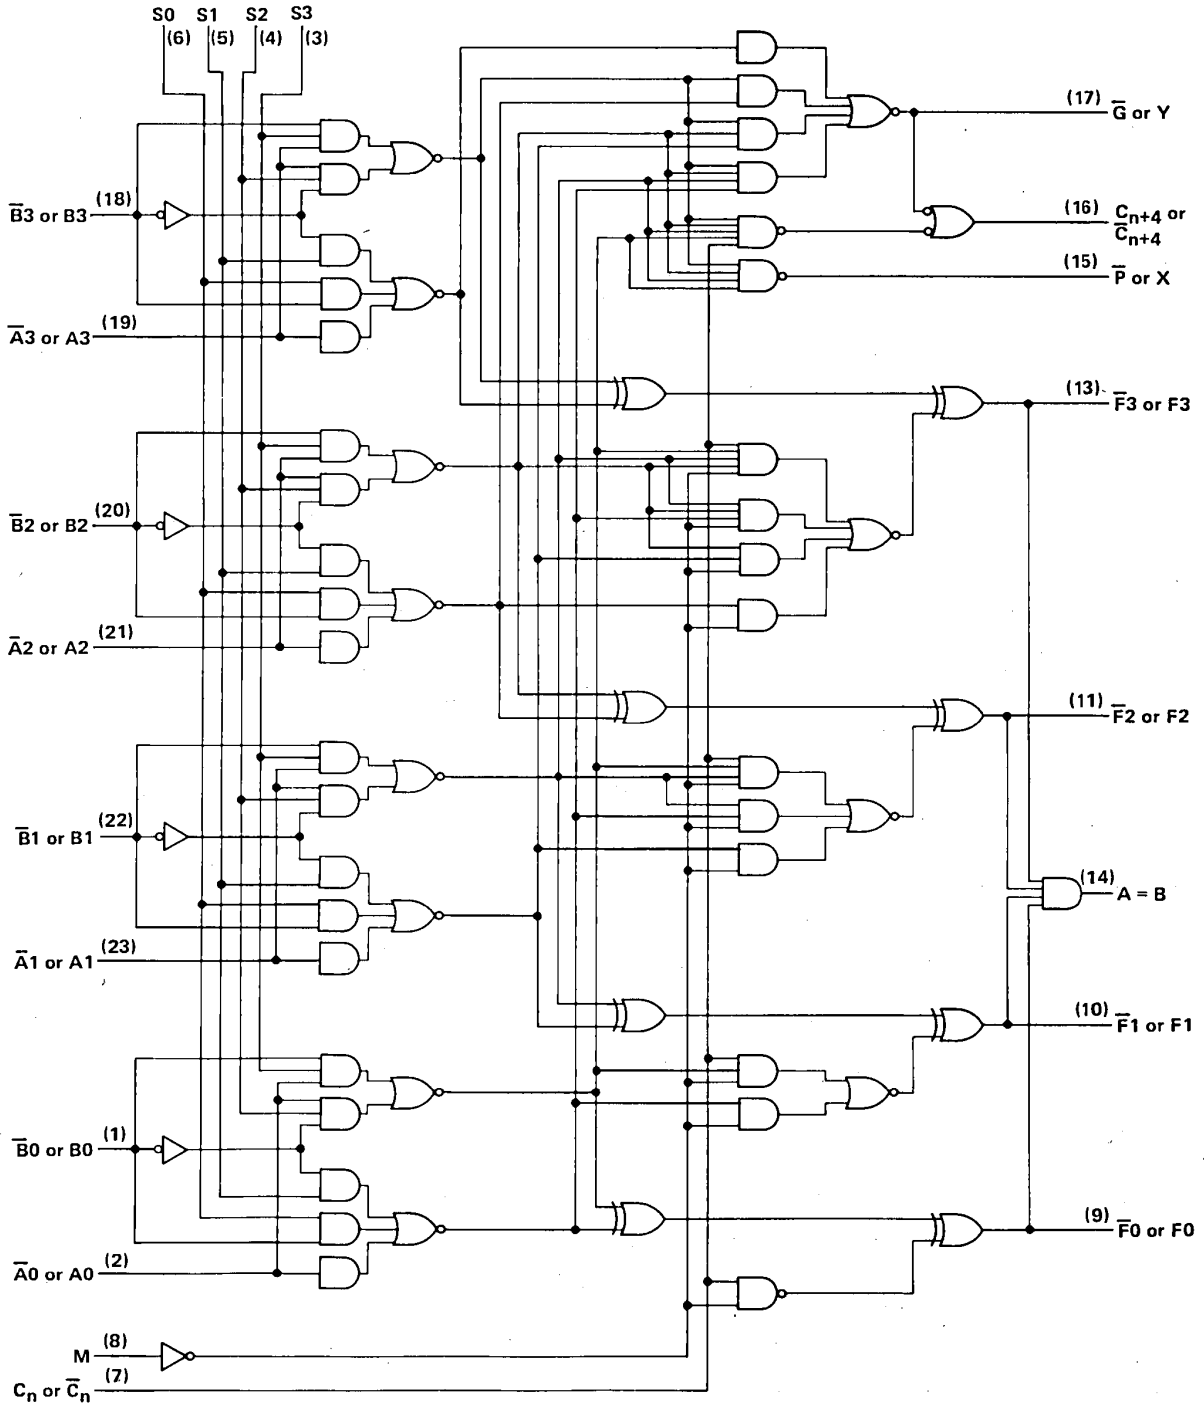 S0 S1 S2 S3
(6) (5) (4) (3)
(17) G̅ or Y
(18) B̅3 or B3
(16) Cn+4 or C̅n+4
(15) P̅ or X
(19) A̅3 or A3
(13) F̅3 or F3
(20) B̅2 or B2
(21) A̅2 or A2
(11) F̅2 or F2
(22) B̅1 or B1
(14) A = B
(23) A̅1 or A1
(10) F̅1 or F1
(1) B̅0 or B0
(9) F̅0 or F0
(2) A̅0 or A0
M (8)
Cn or C̅n (7)